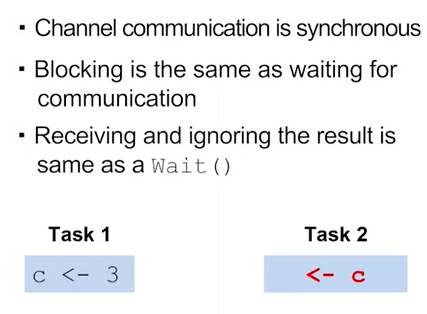 ▪ Channel communication is synchronous
▪ Blocking is the same as waiting for
communication
▪ Receiving and ignoring the result is
same as a Wait()
Task 1
Task 2
c <- 3
<- c